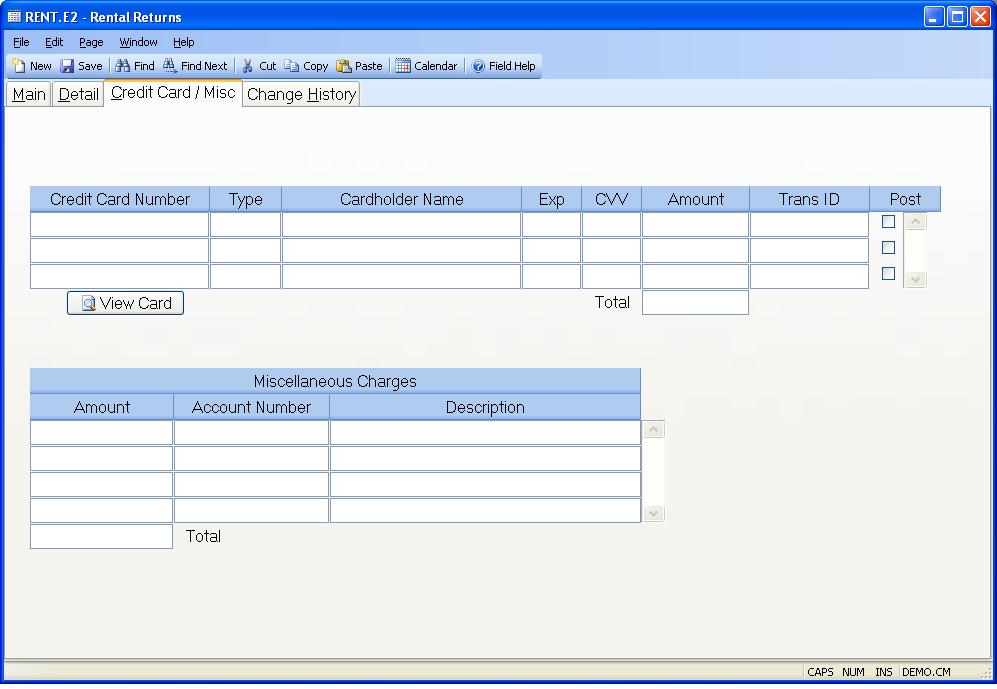 RENT.E2 - Rental Returns
File Edit Page Window Help
New Save Find Find Next Cut Copy Paste Calendar Field Help
Main Detail Credit Card / Misc Change History
Credit Card Number Type Cardholder Name Exp CVV Amount Trans ID Post
View Card Total
Miscellaneous Charges
Amount Account Number Description
Total
CAPS NUM INS DEMO.CM